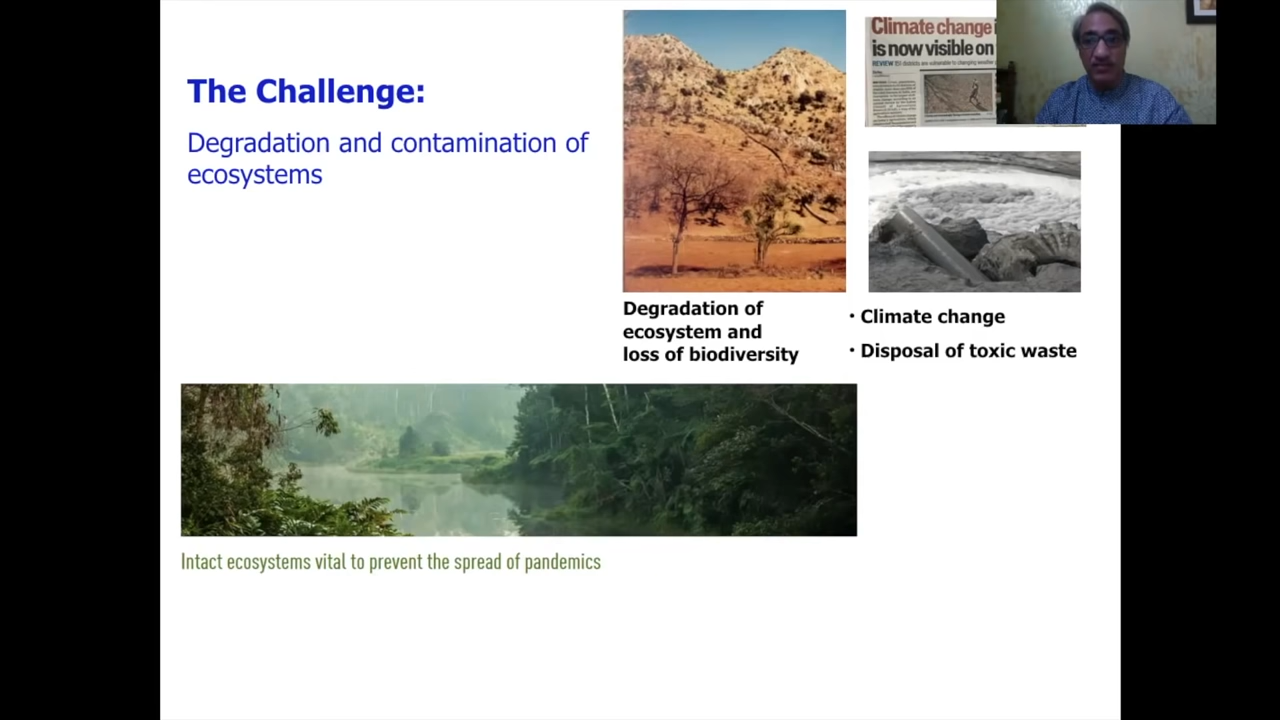 The Challenge:
Degradation and contamination of
ecosystems
Climate change
is now visible on
REVIEW
Degradation of
ecosystem and
loss of biodiversity
• Climate change
• Disposal of toxic waste
Intact ecosystems vital to prevent the spread of pandemics